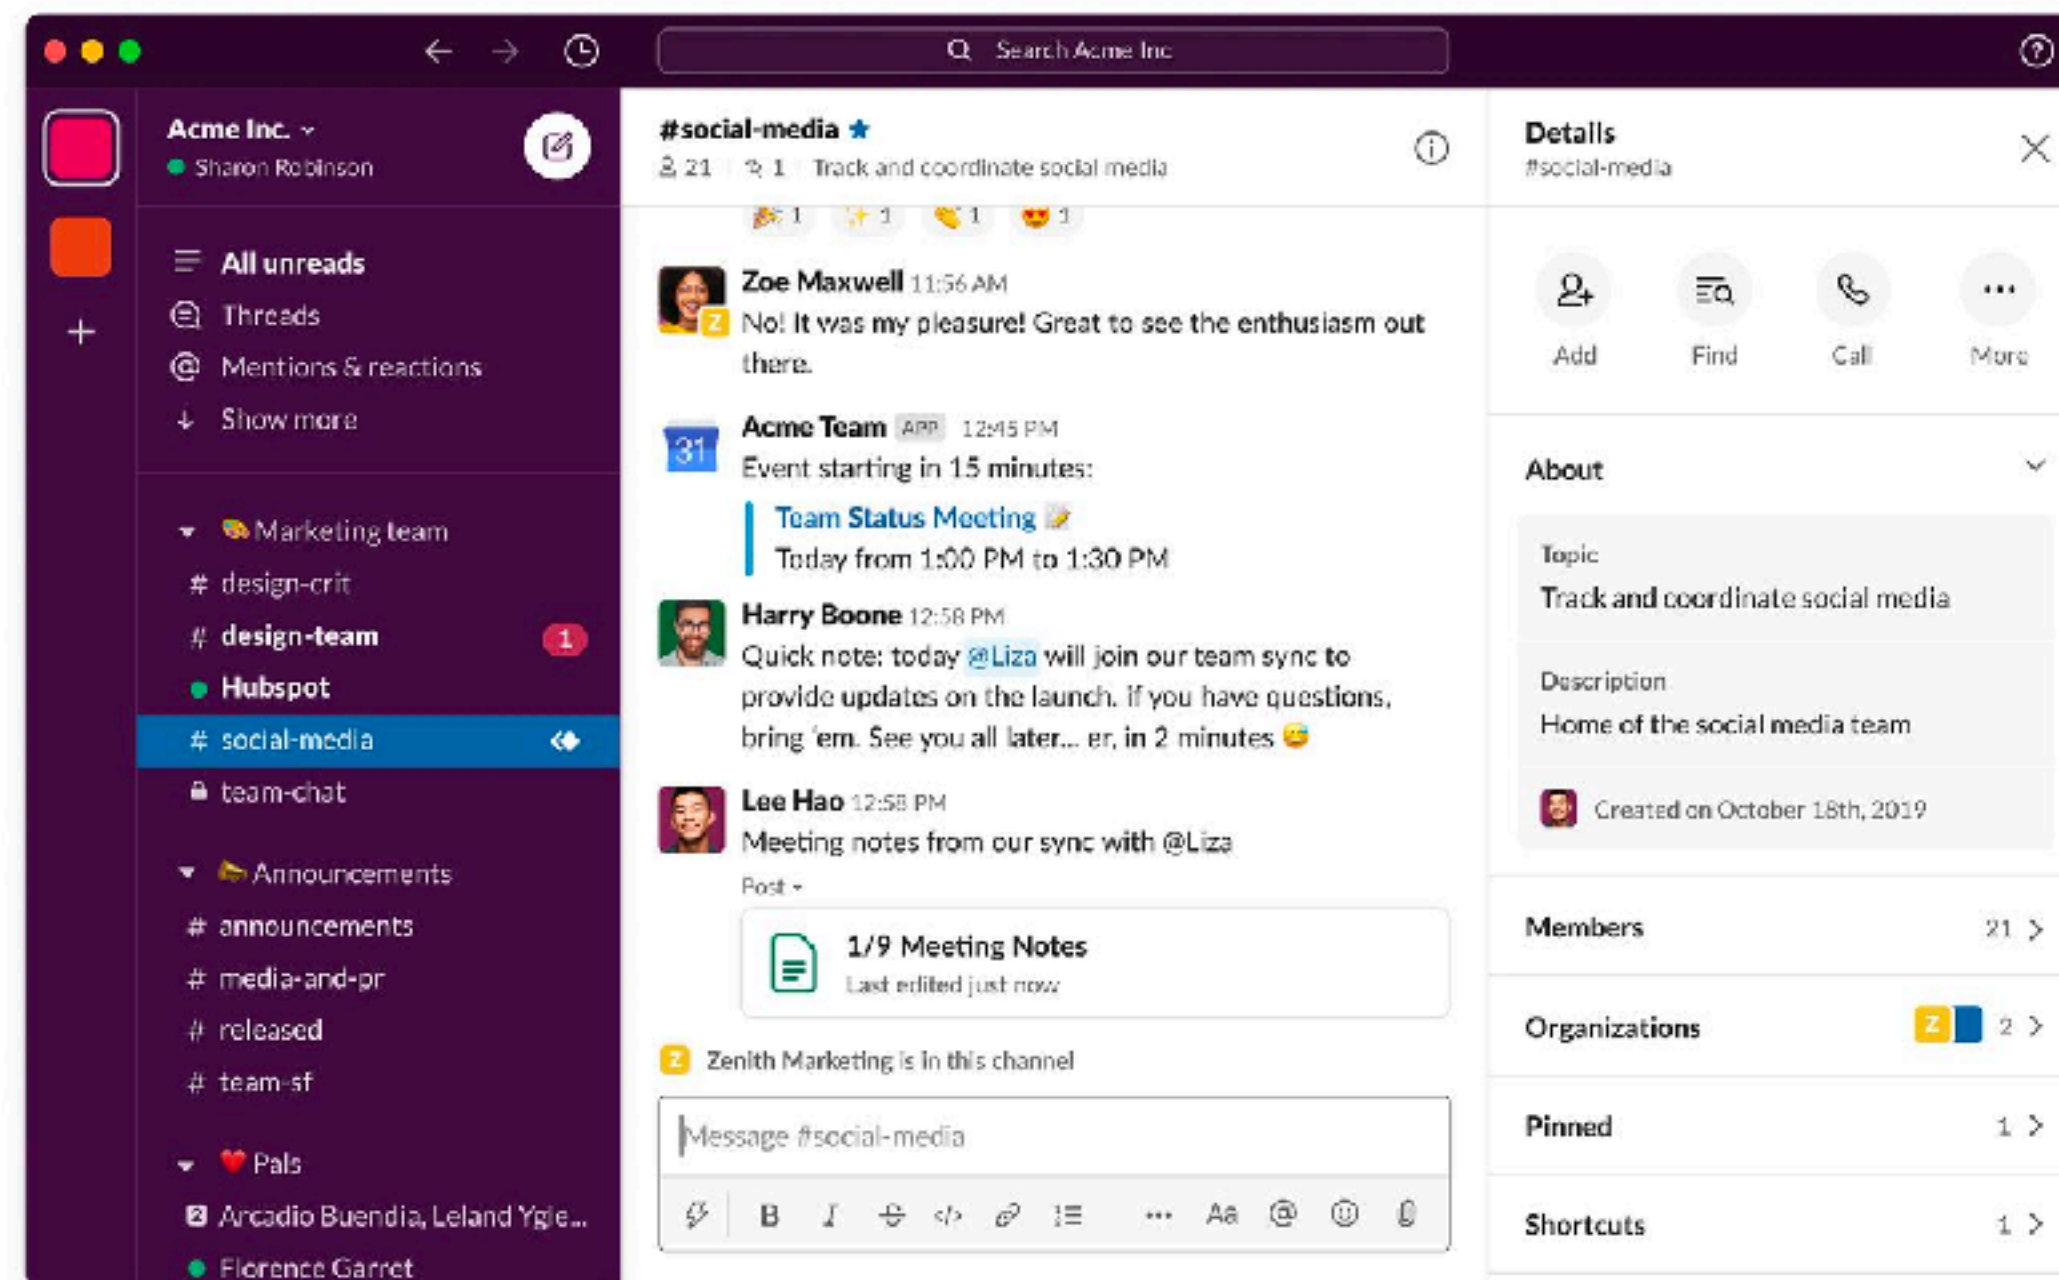 Search Acme Inc
Acme Inc.
Sharon Robinson
All unreads
Threads
Mentions & reactions
Show more
Marketing team
# design-crit
# design-team 1
Hubspot
# social-media
team-chat
Announcements
# announcements
# media-and-pr
# released
# team-sf
Pals
2 Arcadio Buendia, Leland Ygle...
Florence Garret
#social-media
21 1 Track and coordinate social media
1 1 1 1
Zoe Maxwell 11:56 AM
Z No! It was my pleasure! Great to see the enthusiasm out
there.
Acme Team APP 12:45 PM
31 Event starting in 15 minutes:
Team Status Meeting
Today from 1:00 PM to 1:30 PM
Harry Boone 12:58 PM
Quick note: today @Liza will join our team sync to
provide updates on the launch. if you have questions,
bring ‘em. See you all later... er, in 2 minutes
Lee Hao 12:58 PM
Meeting notes from our sync with @Liza
Post
1/9 Meeting Notes
Last edited just now
Z Zenith Marketing is in this channel
Message #social-media
B I S </> ... Aa @
Details
#social-media
Add Find Call More
About
Topic
Track and coordinate social media
Description
Home of the social media team
Created on October 18th, 2019
Members 21
Organizations Z 2
Pinned 1
Shortcuts 1